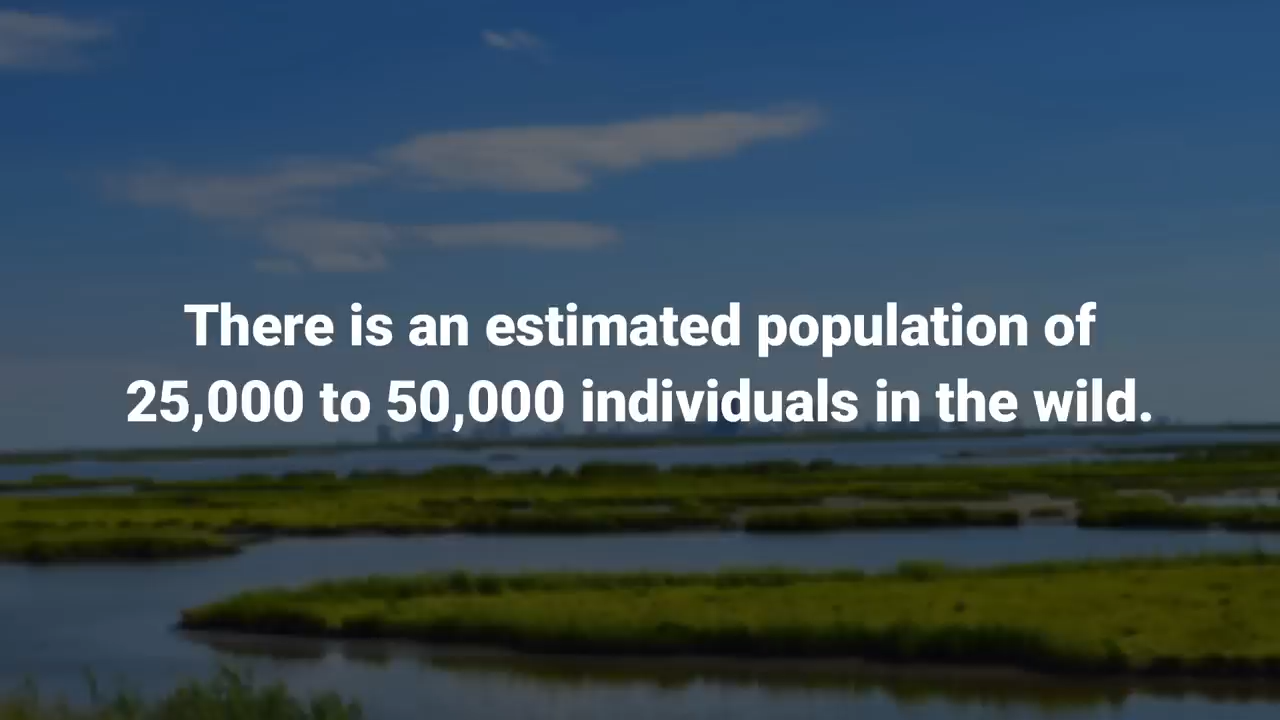 There is an estimated population of
25,000 to 50,000 individuals in the wild.